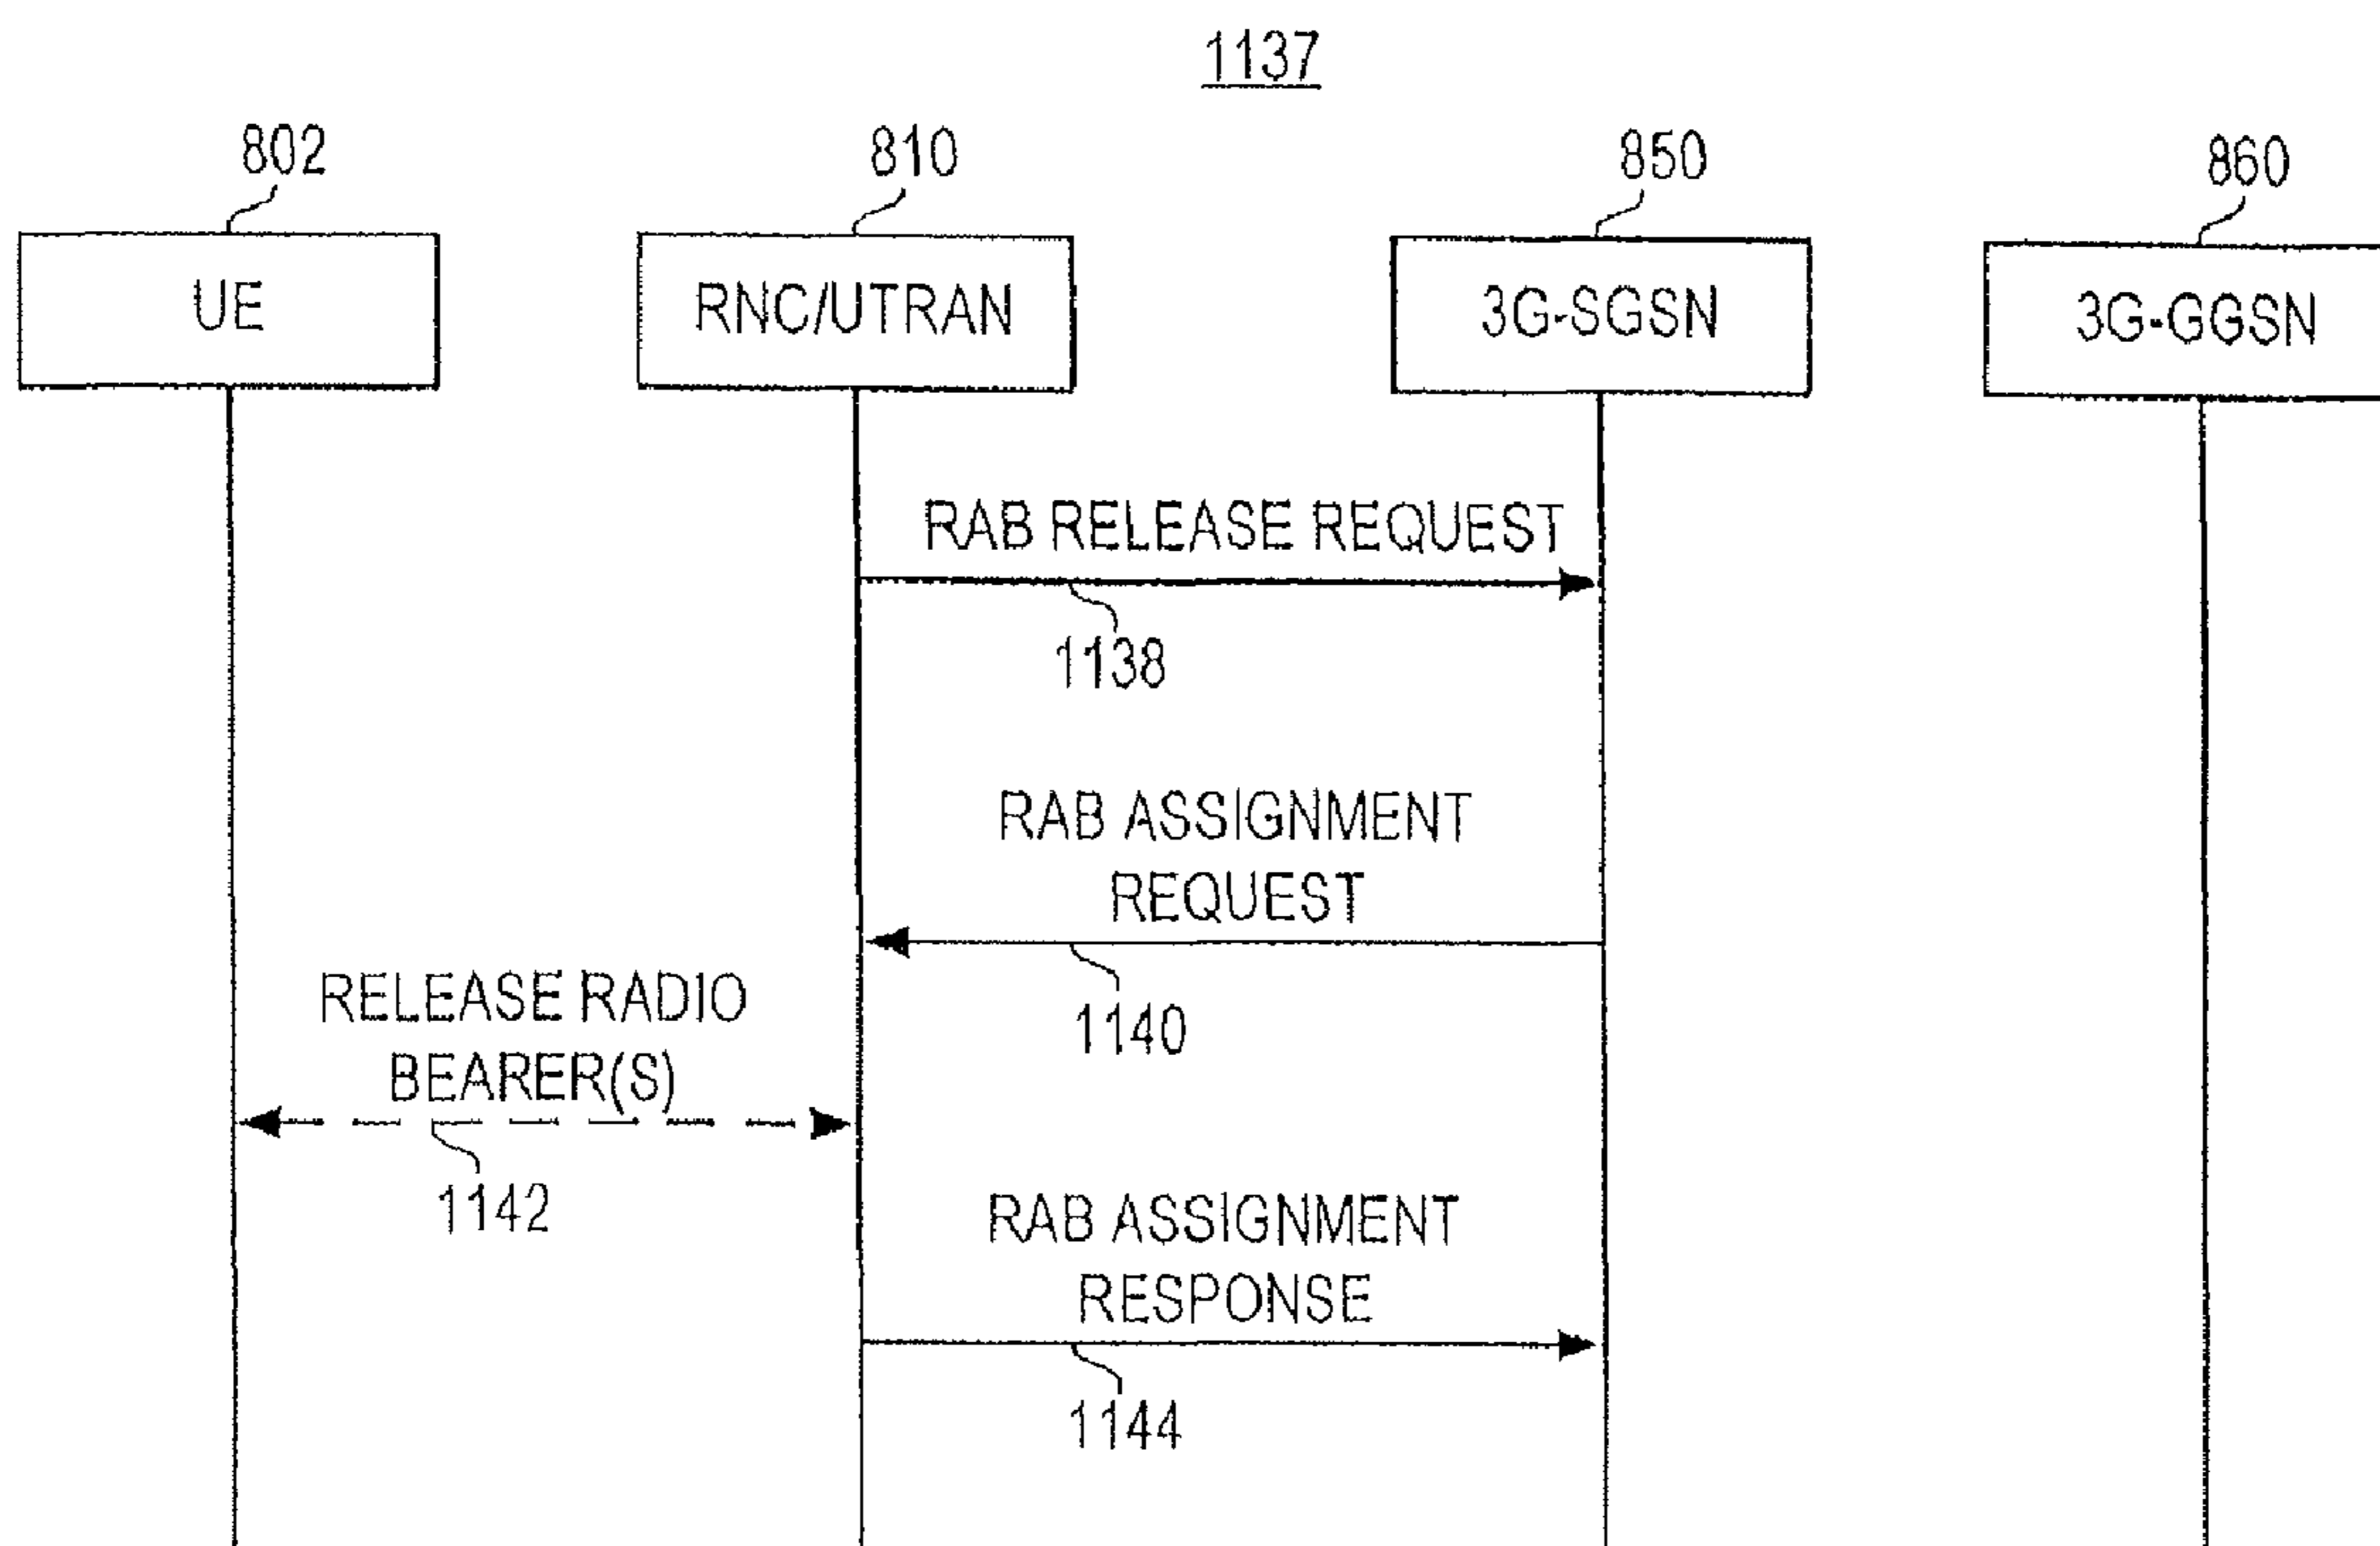 1137
802
810
850
860
UE
RNC/UTRAN
3G-SGSN
3G-GGSN
RAB RELEASE REQUEST
1138
RAB ASSIGNMENT
REQUEST
1140
RELEASE RADIO
BEARER(S)
1142
RAB ASSIGNMENT
RESPONSE
1144